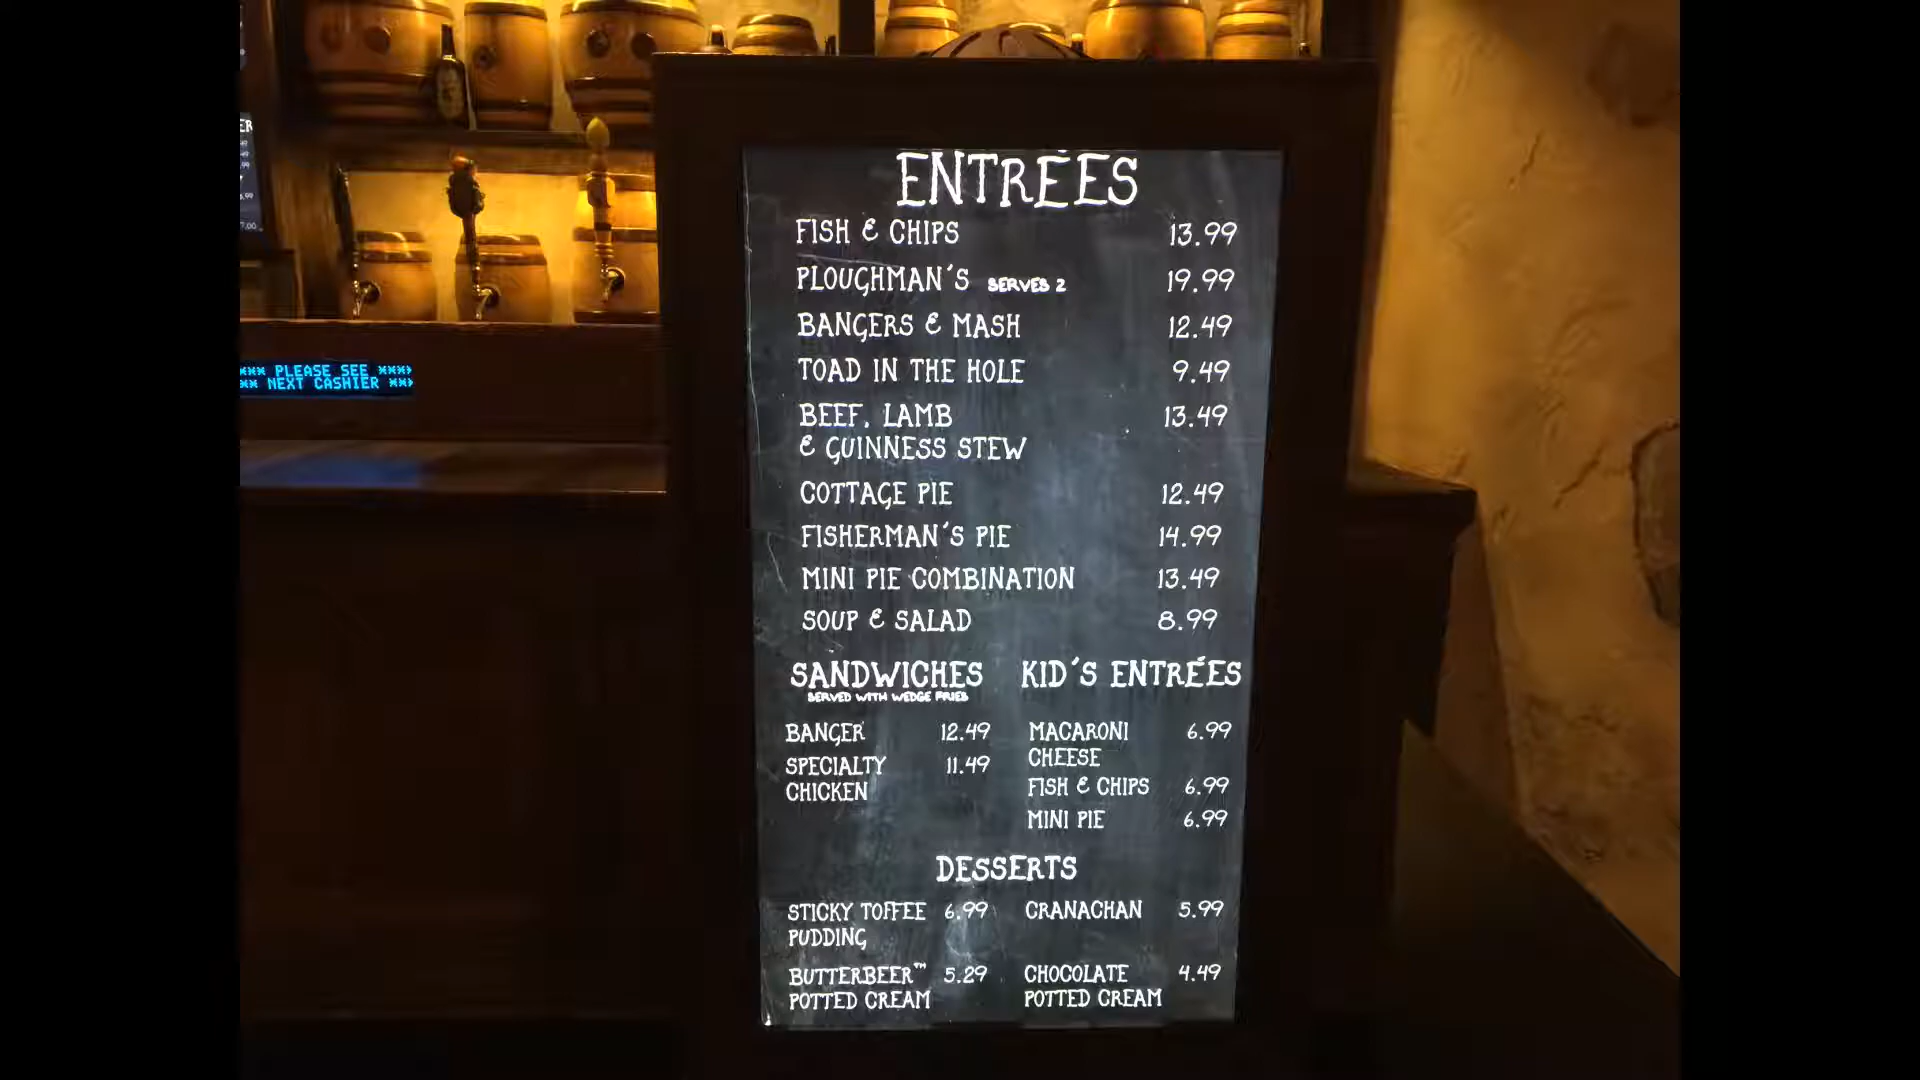 ER
ENTRÉES
FISH & CHIPS 13.99
PLOUGHMAN'S SERVES 2 19.99
BANGERS & MASH 12.49
TOAD IN THE HOLE 9.49
BEEF, LAMB 13.49
& GUINNESS STEW
COTTAGE PIE 12.49
FISHERMAN'S PIE 14.99
MINI PIE COMBINATION 13.49
SOUP & SALAD 8.99
SANDWICHES
SERVED WITH WEDGE FRIES
BANGER 12.49
SPECIALTY 11.49
CHICKEN
KID'S ENTRÉES
MACARONI 6.99
CHEESE
FISH & CHIPS 6.99
MINI PIE 6.99
DESSERTS
STICKY TOFFEE 6.99
PUDDING
BUTTERBEER™ 5.29
POTTED CREAM
CRANACHAN 5.99
CHOCOLATE 4.49
POTTED CREAM
*** PLEASE SEE ***
** NEXT CASHIER **